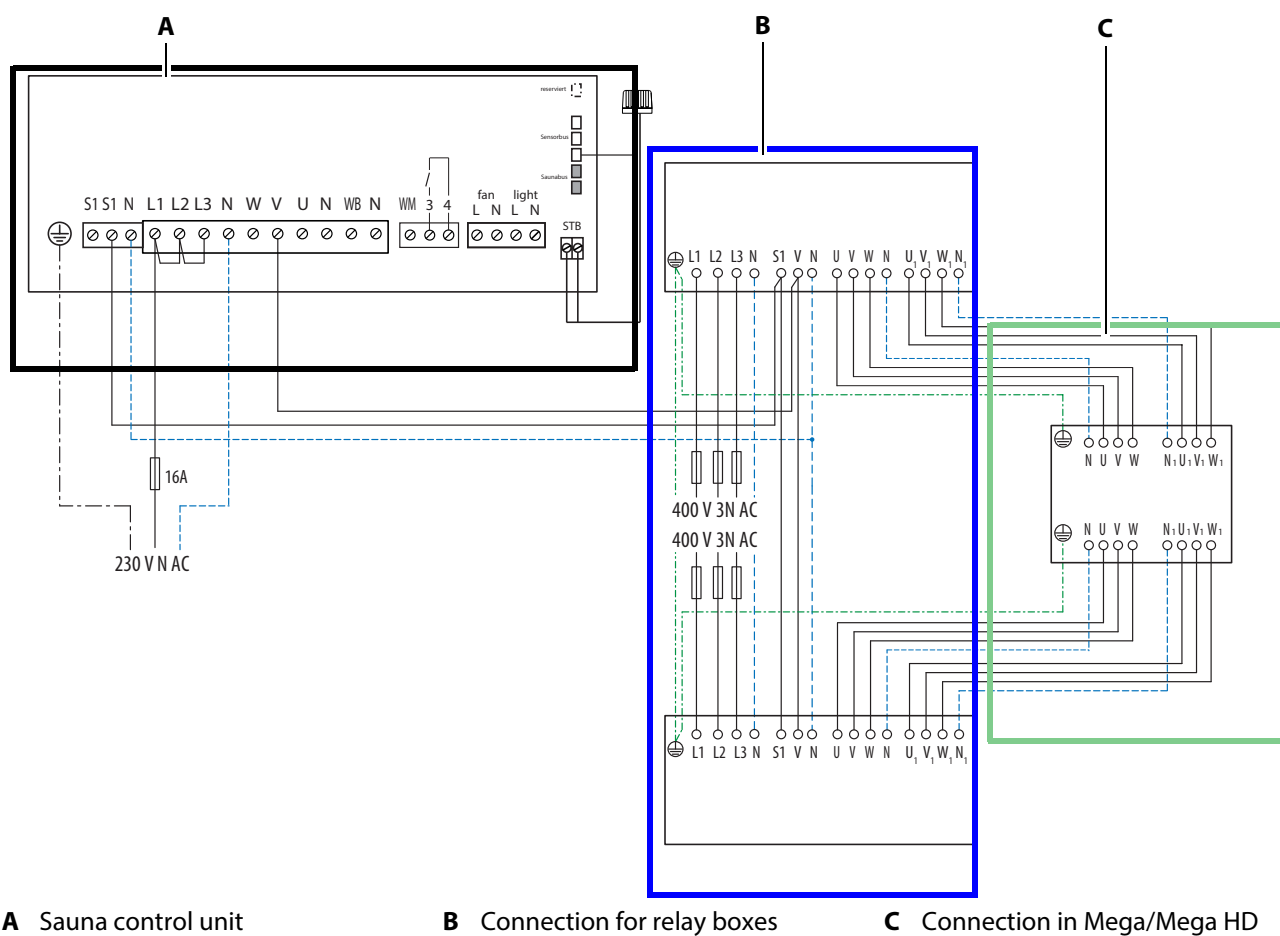 A
B
C
reserviert
Sensorbus
Saunabus
S1 S1 N L1 L2 L3 N W V U N WB N WM 3 4
fan light
L N L N
STB
L1 L2 L3 N S1 V N U V W N U1 V1 W1 N1
16A
230 V N AC
400 V 3N AC
400 V 3N AC
N U V W N1 U1 V1 W1
N U V W N1 U1 V1 W1
L1 L2 L3 N S1 V N U V W N U1 V1 W1 N1
A Sauna control unit B Connection for relay boxes C Connection in Mega/Mega HD